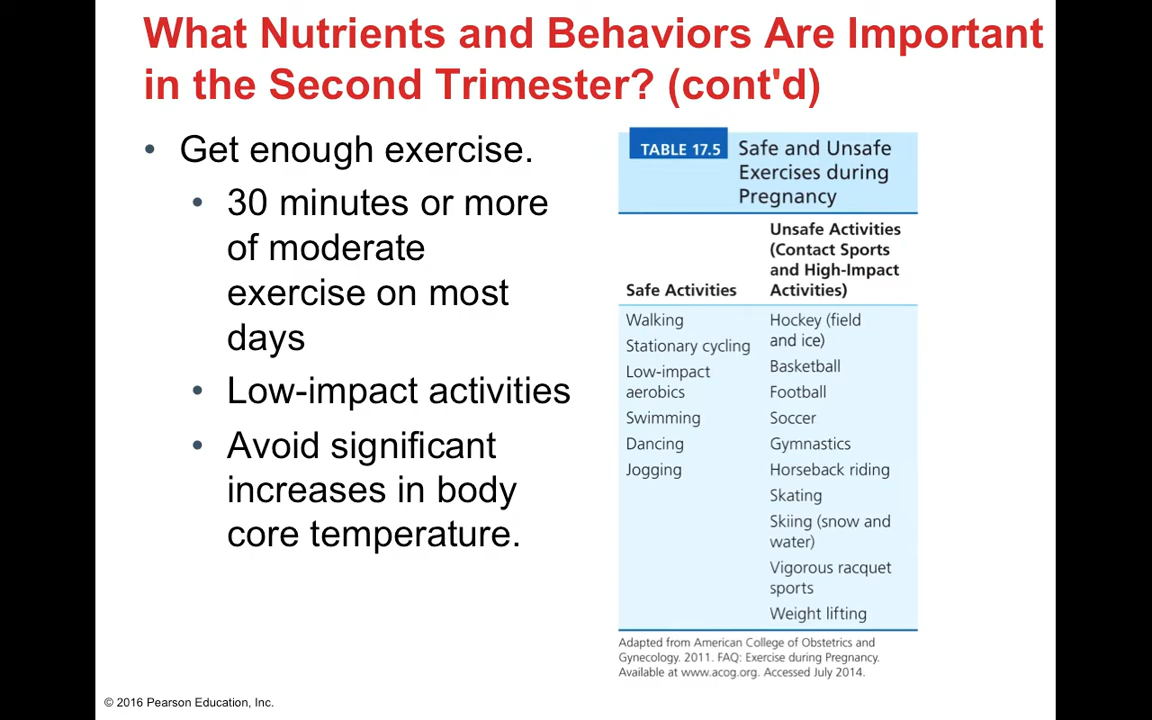 What Nutrients and Behaviors Are Important
in the Second Trimester? (cont'd)
• Get enough exercise.
• 30 minutes or more
of moderate
exercise on most
days
• Low-impact activities
• Avoid significant
increases in body
core temperature.
TABLE 17.5
Safe and Unsafe
Exercises during
Pregnancy
Safe Activities
Unsafe Activities
(Contact Sports
and High-Impact
Activities)
Walking
Stationary cycling
Low-impact
aerobics
Swimming
Dancing
Jogging
Hockey (field
and ice)
Basketball
Football
Soccer
Gymnastics
Horseback riding
Skating
Skiing (snow and
water)
Vigorous racquet
sports
Weight lifting
Adapted from American College of Obstetrics and
Gynecology. 2011. FAQ: Exercise during Pregnancy.
Available at www.acog.org. Accessed July 2014.
© 2016 Pearson Education, Inc.